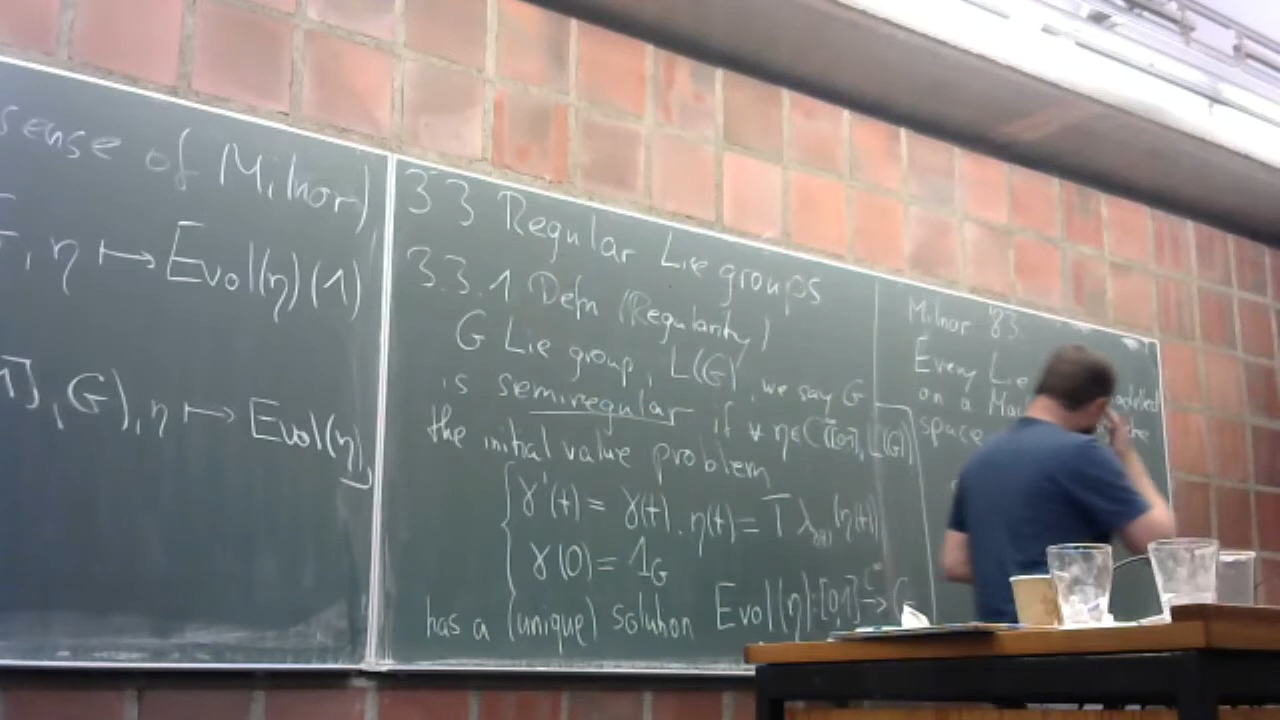 sense of Milnor)
, η ↦ Evol(η)(1)
1], G), η ↦ Evol(η)
3.3 Regular Lie groups
3.3.1 Defn (Regularity)
G Lie group, L(G), we say G
is semiregular if ∀ η∈C([0,1], L(G))
the initial value problem
γ'(t) = γ(t).η(t) = Tλ_γ(t)(η(t))
γ(0) = 1_G
has a (unique) solution Evol(η):[0,1] → G
Milnor 83
Every Lie
on a
space